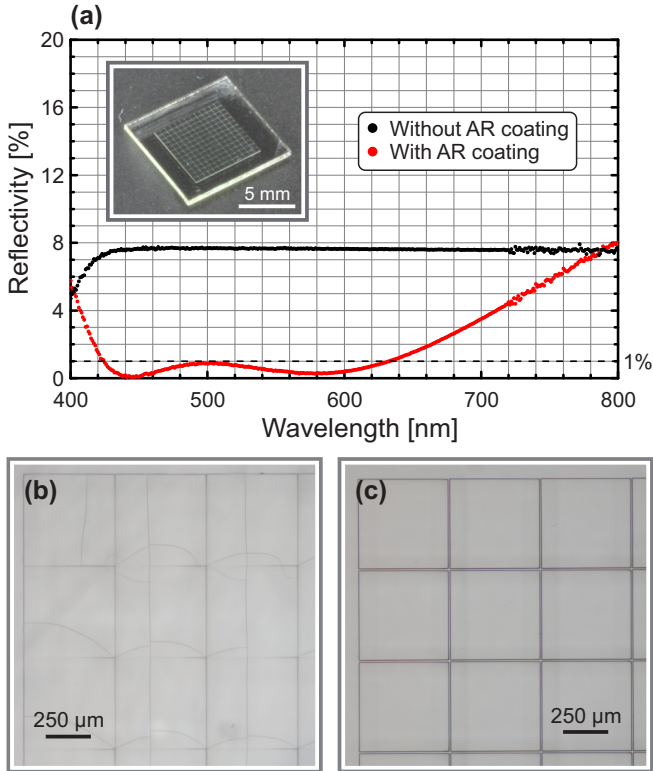 (a)
20
16
12
8
4
0
Reflectivity [%]
5 mm
Without AR coating
With AR coating
1%
400
500
600
700
800
Wavelength [nm]
(b)
250 µm
(c)
250 µm